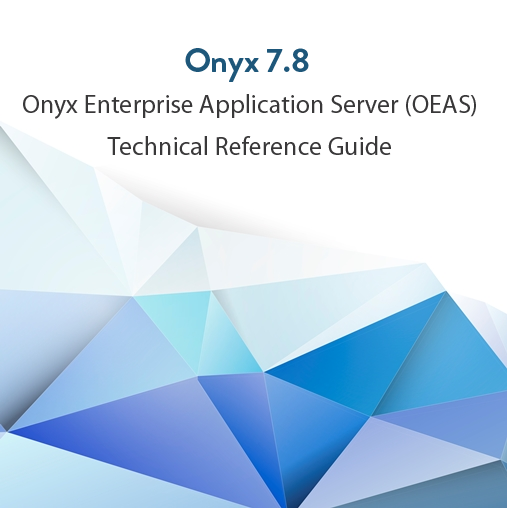 Onyx 7.8
Onyx Enterprise Application Server (OEAS)
Technical Reference Guide